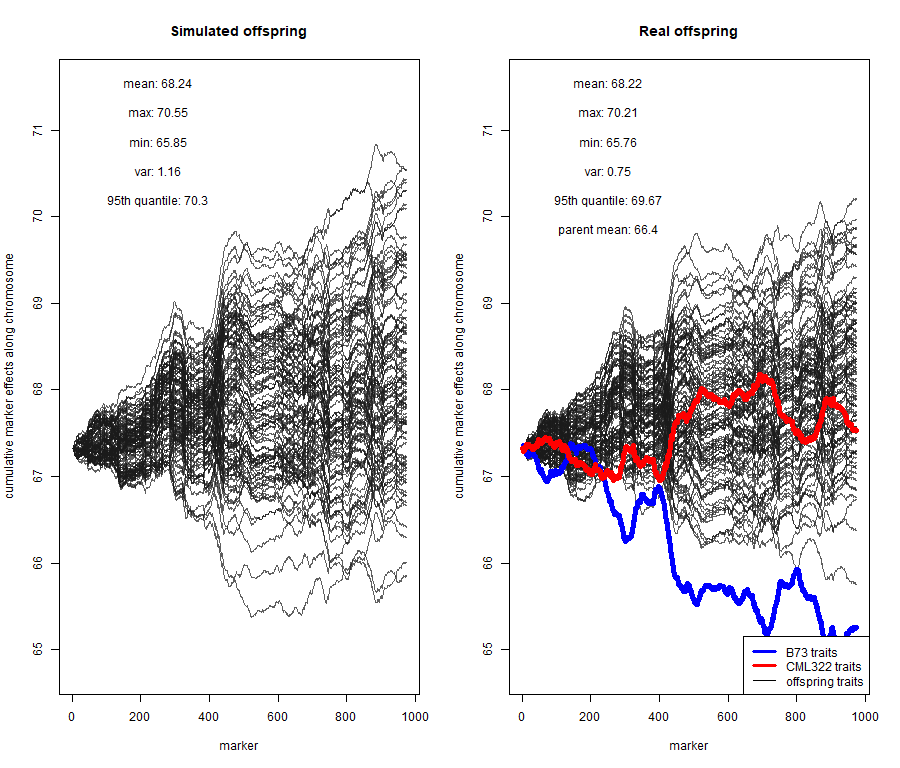 Simulated offspring
mean: 68.24
max: 70.55
min: 65.85
var: 1.16
95th quantile: 70.3
cumulative marker effects along chromosome
71
70
69
68
67
66
65
0 200 400 600 800 1000
marker
Real offspring
mean: 68.22
max: 70.21
min: 65.76
var: 0.75
95th quantile: 69.67
parent mean: 66.4
cumulative marker effects along chromosome
71
70
69
68
67
66
65
B73 traits
CML322 traits
offspring traits
0 200 400 600 800 1000
marker